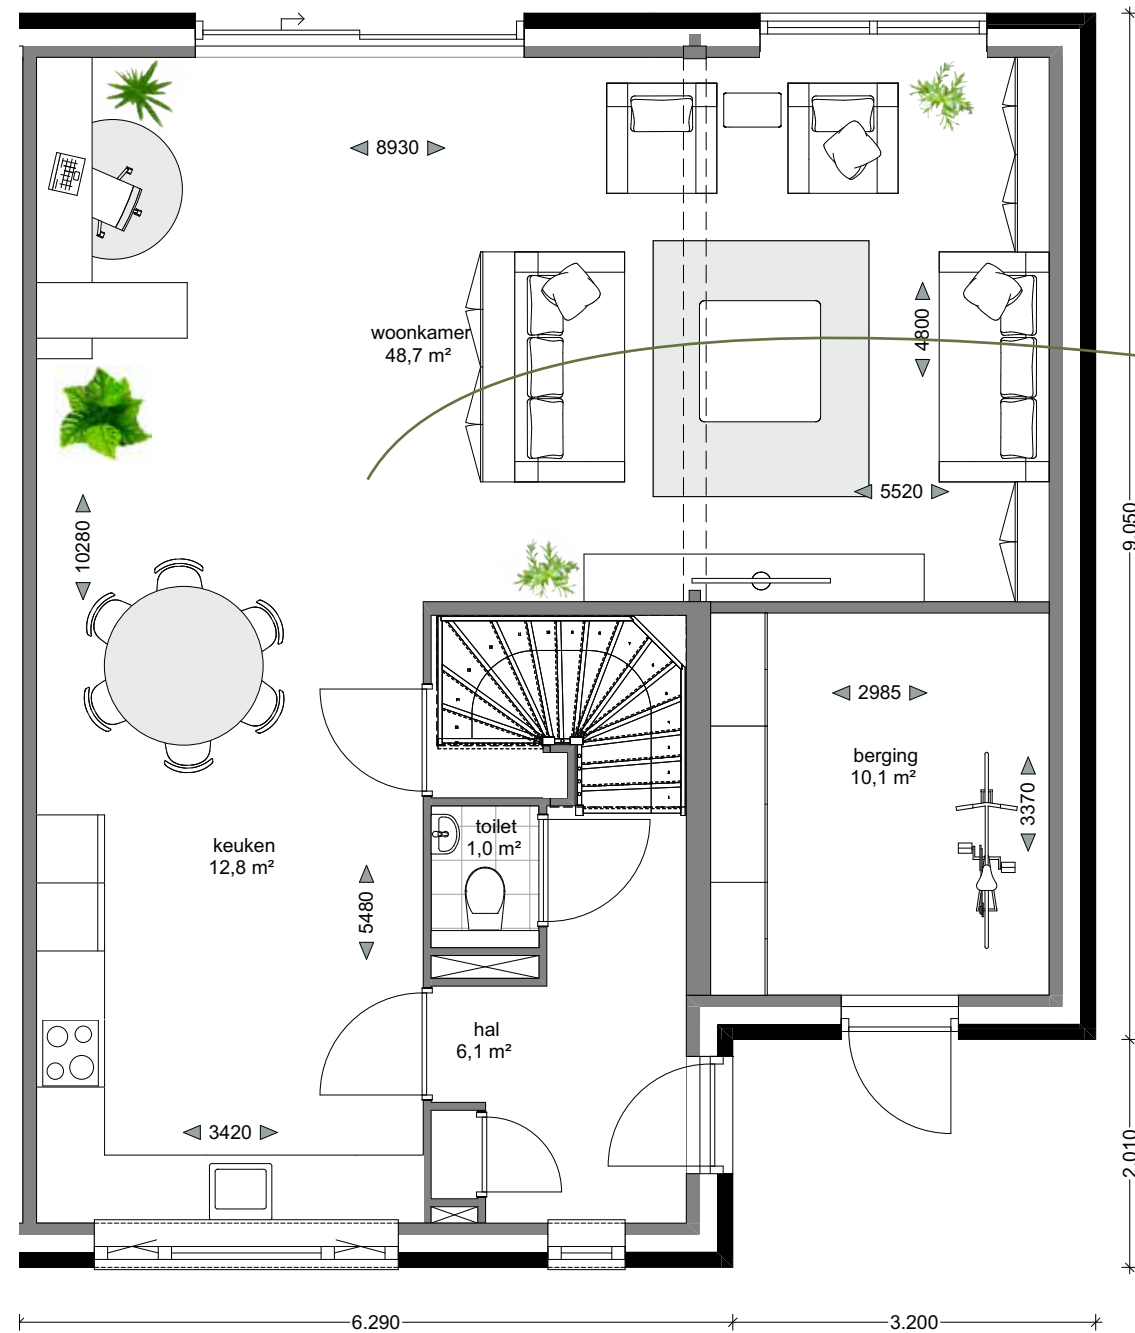 8930
woonkamer
48,7 m²
4800
5520
10280
9.050
2985
berging
10,1 m²
3370
toilet
1,0 m²
keuken
12,8 m²
5480
hal
6,1 m²
3420
2.010
6.290
3.200